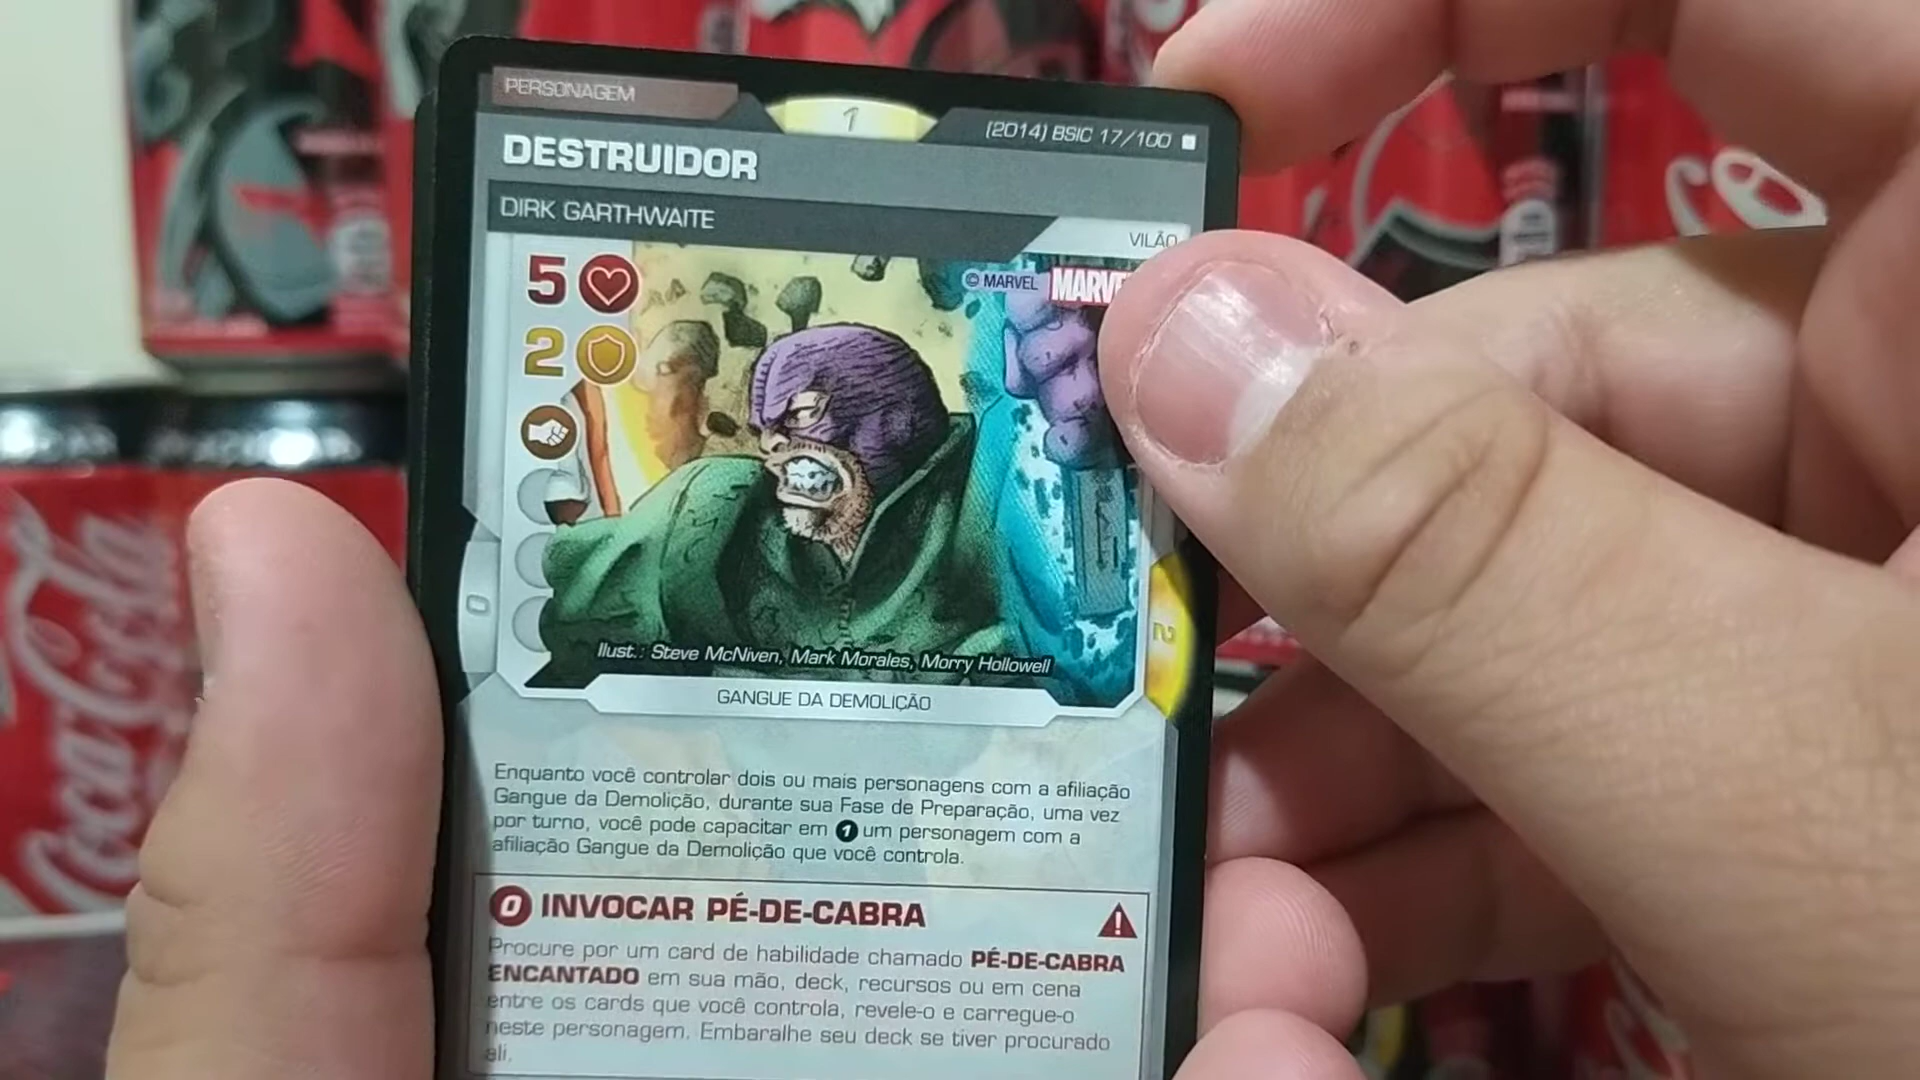 PERSONAGEM
1
(2014) BSIC 17/100
DESTRUIDOR
DIRK GARTHWAITE
VILÃO
5
© MARVEL
2
0
2
Ilust.: Steve McNiven, Mark Morales, Morry Hollowell
GANGUE DA DEMOLIÇÃO
Enquanto você controlar dois ou mais personagens com a afiliação
Gangue da Demolição, durante sua Fase de Preparação, uma vez
por turno, você pode capacitar em 1 um personagem com a
afiliação Gangue da Demolição que você controla.
0 INVOCAR PÉ-DE-CABRA
Procure por um card de habilidade chamado PÉ-DE-CABRA
ENCANTADO em sua mão, deck, recursos ou em cena
entre os cards que você controla, revele-o e carregue-o
neste personagem. Embaralhe seu deck se tiver procurado
ali.
Coca-Cola